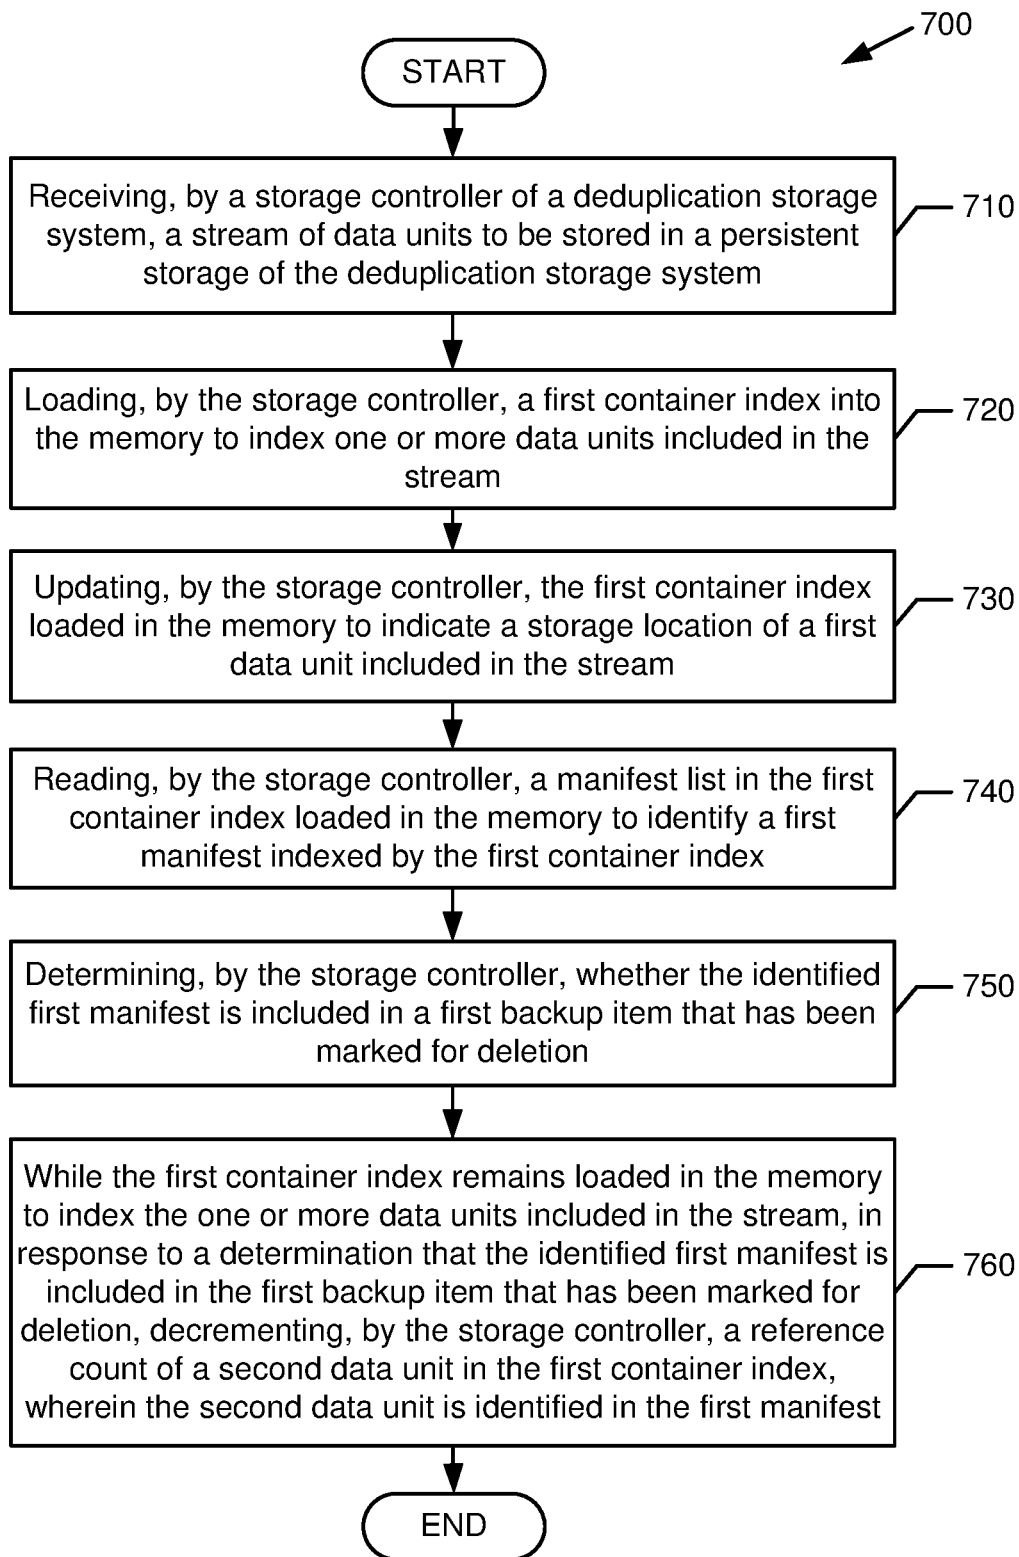 700
START
Receiving, by a storage controller of a deduplication storage
system, a stream of data units to be stored in a persistent
storage of the deduplication storage system
710
Loading, by the storage controller, a first container index into
the memory to index one or more data units included in the
stream
720
Updating, by the storage controller, the first container index
loaded in the memory to indicate a storage location of a first
data unit included in the stream
730
Reading, by the storage controller, a manifest list in the first
container index loaded in the memory to identify a first
manifest indexed by the first container index
740
Determining, by the storage controller, whether the identified
first manifest is included in a first backup item that has been
marked for deletion
750
While the first container index remains loaded in the memory
to index the one or more data units included in the stream, in
response to a determination that the identified first manifest is
included in the first backup item that has been marked for
deletion, decrementing, by the storage controller, a reference
count of a second data unit in the first container index,
wherein the second data unit is identified in the first manifest
760
END